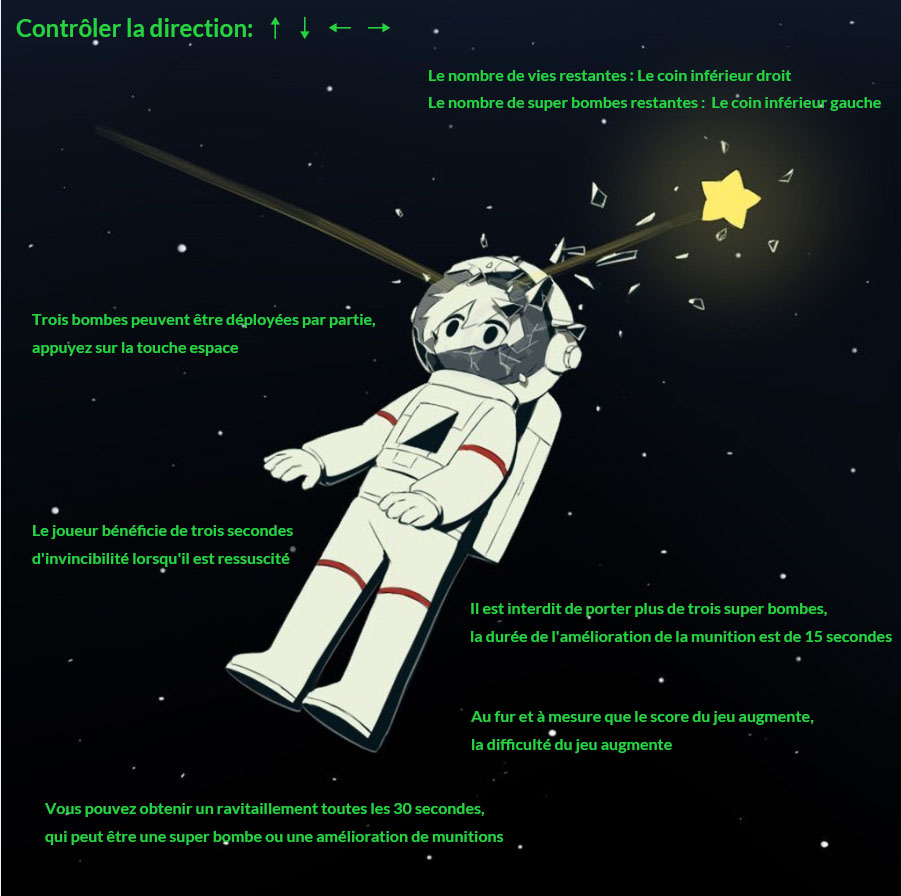 Contrôler la direction: ↑ ↓ ← →
Le nombre de vies restantes : Le coin inférieur droit
Le nombre de super bombes restantes : Le coin inférieur gauche
Trois bombes peuvent être déployées par partie,
appuyez sur la touche espace
Le joueur bénéficie de trois secondes
d'invincibilité lorsqu'il est ressuscité
Il est interdit de porter plus de trois super bombes,
la durée de l'amélioration de la munition est de 15 secondes
Au fur et à mesure que le score du jeu augmente,
la difficulté du jeu augmente
Vous pouvez obtenir un ravitaillement toutes les 30 secondes,
qui peut être une super bombe ou une amélioration de munitions